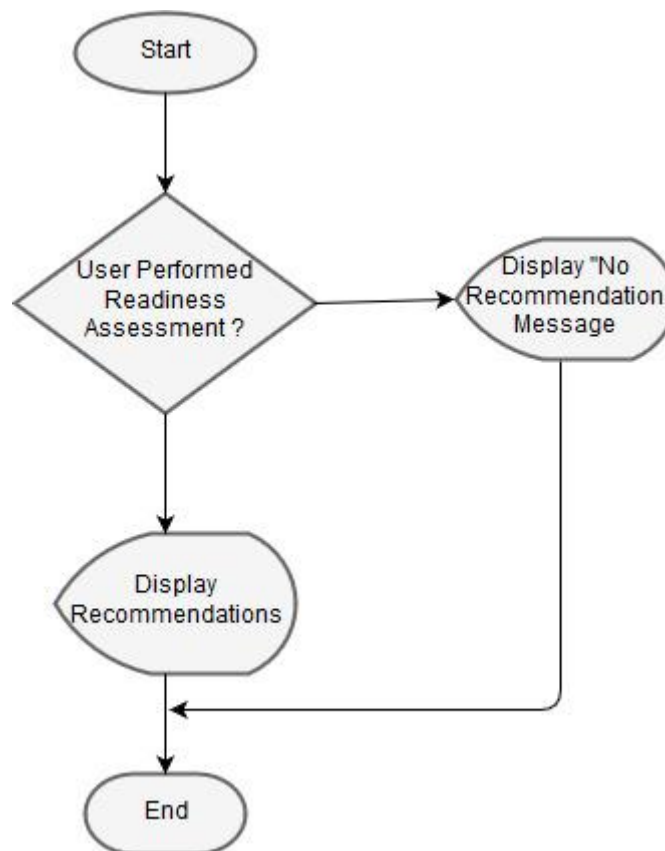 Start
User Performed
Readiness
Assessment ?
Display "No
Recommendation
Message
Display
Recommendations
End